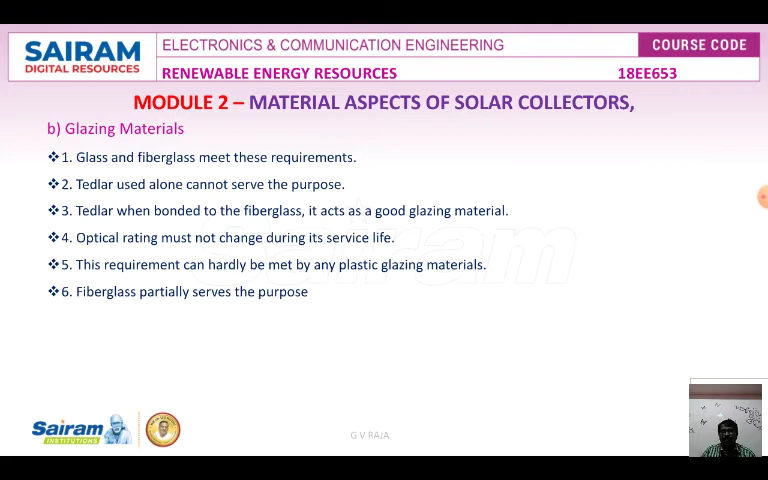 SAIRAM
DIGITAL RESOURCES
ELECTRONICS & COMMUNICATION ENGINEERING
COURSE CODE
RENEWABLE ENERGY RESOURCES
18EE653
MODULE 2 – MATERIAL ASPECTS OF SOLAR COLLECTORS,
b) Glazing Materials
❖1. Glass and fiberglass meet these requirements.
❖2. Tedlar used alone cannot serve the purpose.
❖3. Tedlar when bonded to the fiberglass, it acts as a good glazing material.
❖4. Optical rating must not change during its service life.
❖5. This requirement can hardly be met by any plastic glazing materials.
❖6. Fiberglass partially serves the purpose
sairam
Sairam
INSTITUTIONS
G V RAJA